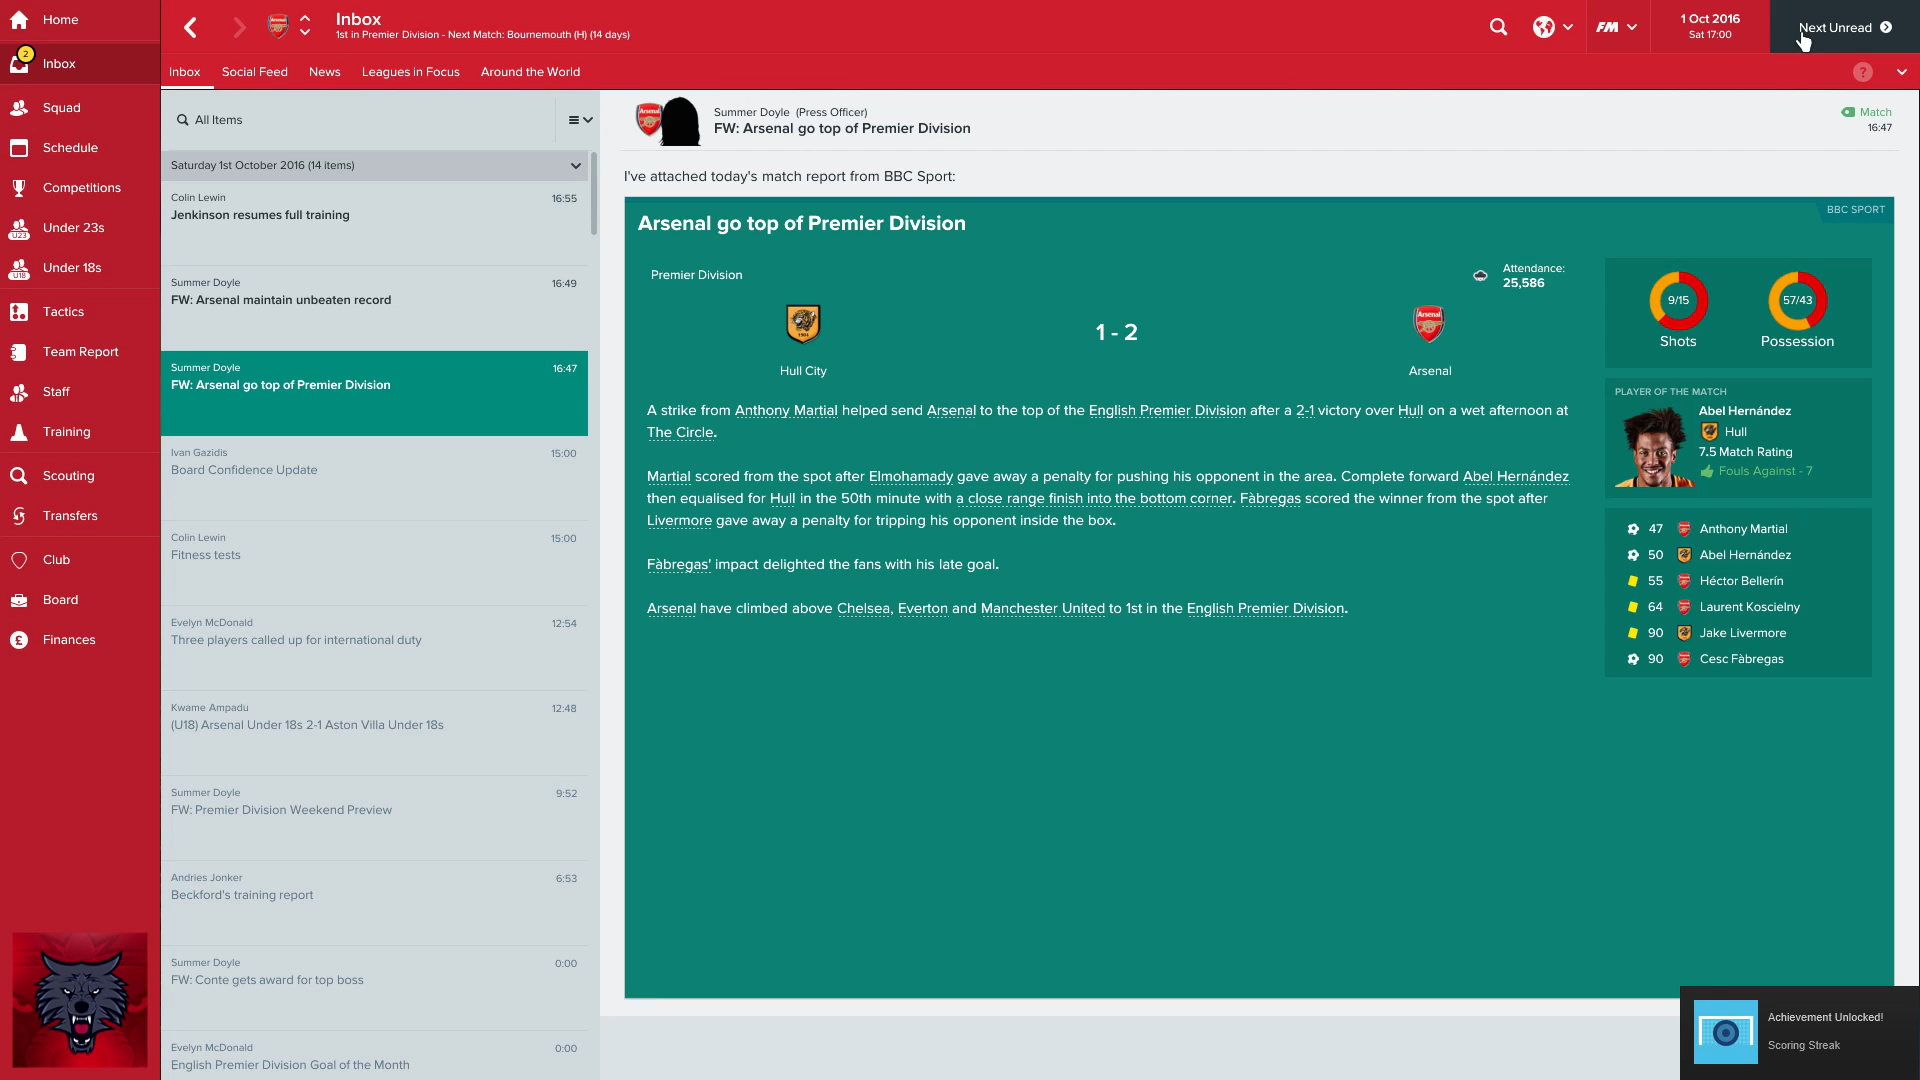 Home
2
Inbox
Squad
Schedule
Competitions
U23
Under 23s
U18
Under 18s
Tactics
Team Report
Staff
Training
Scouting
Transfers
Club
Board
£
Finances
Inbox
1st in Premier Division - Next Match: Bournemouth (H) (14 days)
FM
1 Oct 2016
Sat 17:00
Next Unread
Inbox
Social Feed
News
Leagues in Focus
Around the World
?
All Items
Saturday 1st October 2016 (14 items)
Colin Lewin 16:55
Jenkinson resumes full training
Summer Doyle 16:49
FW: Arsenal maintain unbeaten record
Summer Doyle 16:47
FW: Arsenal go top of Premier Division
Ivan Gazidis 15:00
Board Confidence Update
Colin Lewin 15:00
Fitness tests
Evelyn McDonald 12:54
Three players called up for international duty
Kwame Ampadu 12:48
(U18) Arsenal Under 18s 2-1 Aston Villa Under 18s
Summer Doyle 9:52
FW: Premier Division Weekend Preview
Andries Jonker 6:53
Beckford's training report
Summer Doyle 0:00
FW: Conte gets award for top boss
Evelyn McDonald 0:00
English Premier Division Goal of the Month
Arsenal
Summer Doyle (Press Officer)
FW: Arsenal go top of Premier Division
Match
16:47
I've attached today's match report from BBC Sport:
Arsenal go top of Premier Division
BBC SPORT
Premier Division
Attendance:
25,586
1904
1 - 2
Arsenal
Hull City
Arsenal
A strike from Anthony Martial helped send Arsenal to the top of the English Premier Division after a 2-1 victory over Hull on a wet afternoon at
The Circle.
Martial scored from the spot after Elmohamady gave away a penalty for pushing his opponent in the area. Complete forward Abel Hernández
then equalised for Hull in the 50th minute with a close range finish into the bottom corner. Fàbregas scored the winner from the spot after
Livermore gave away a penalty for tripping his opponent inside the box.
Fàbregas' impact delighted the fans with his late goal.
Arsenal have climbed above Chelsea, Everton and Manchester United to 1st in the English Premier Division.
9/15
Shots
57/43
Possession
PLAYER OF THE MATCH
Abel Hernández
Hull
7.5 Match Rating
Fouls Against - 7
47 Anthony Martial
50 Abel Hernández
55 Héctor Bellerín
64 Laurent Koscielny
90 Jake Livermore
90 Cesc Fàbregas
Achievement Unlocked!
Scoring Streak